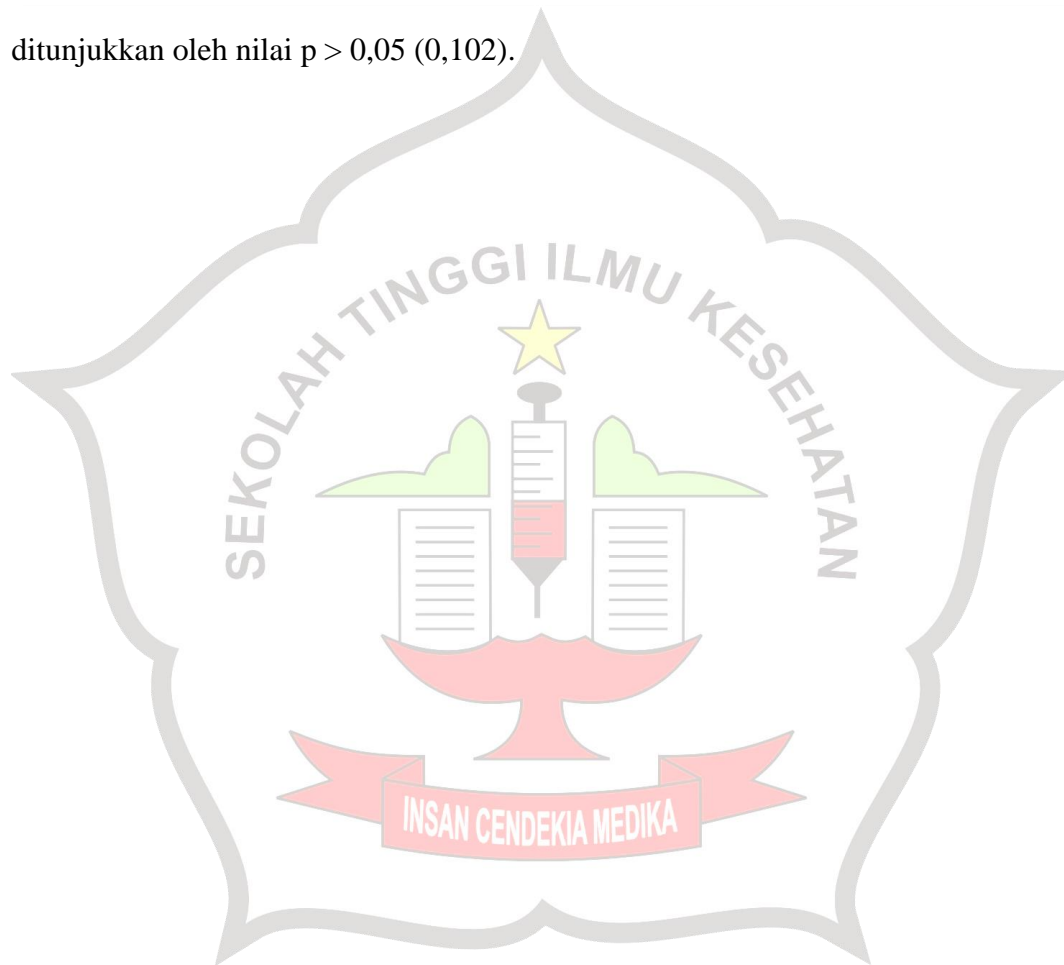 ditunjukkan oleh nilai p > 0,05 (0,102).
SEKOLAH TINGGI ILMU KESEHATAN
INSAN CENDEKIA MEDIKA